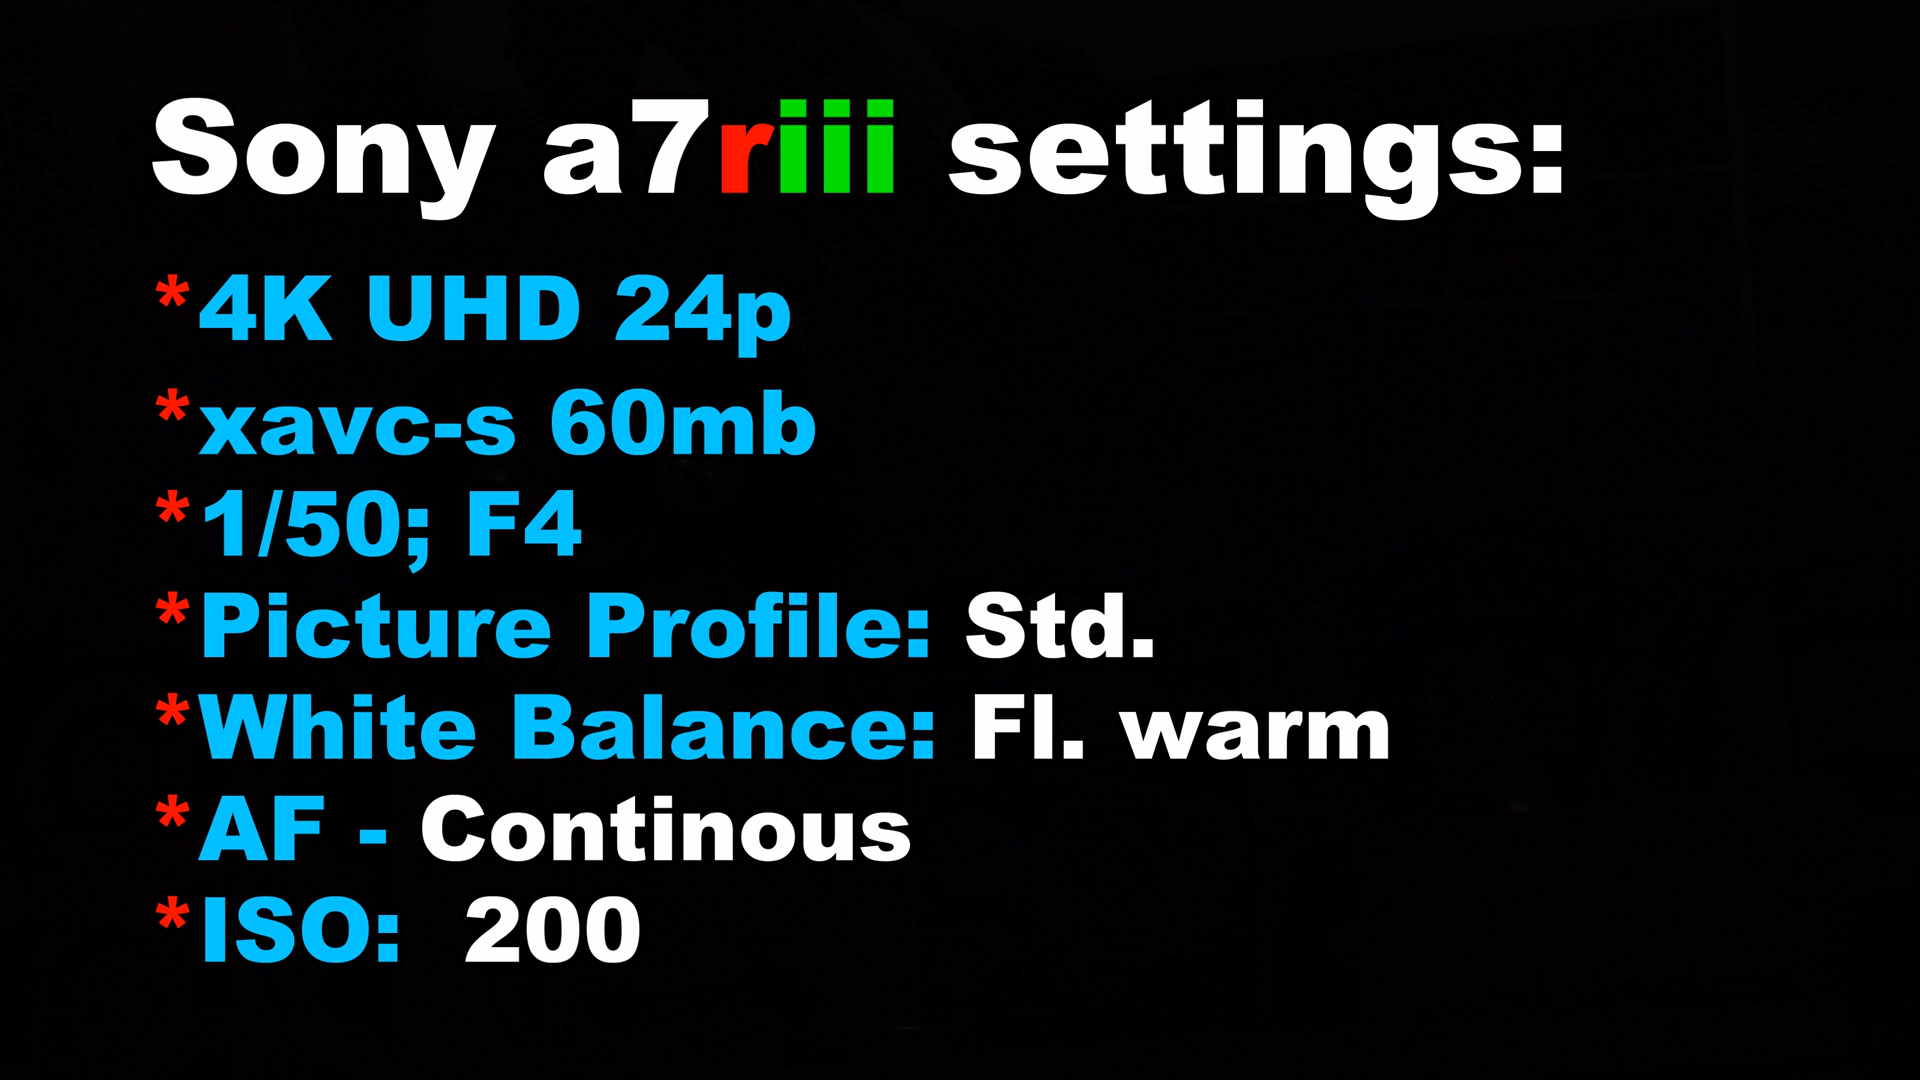 Sony a7riii settings:
*4K UHD 24p
*xavc-s 60mb
*1/50; F4
*Picture Profile: Std.
*White Balance: Fl. warm
*AF - Continous
*ISO:  200